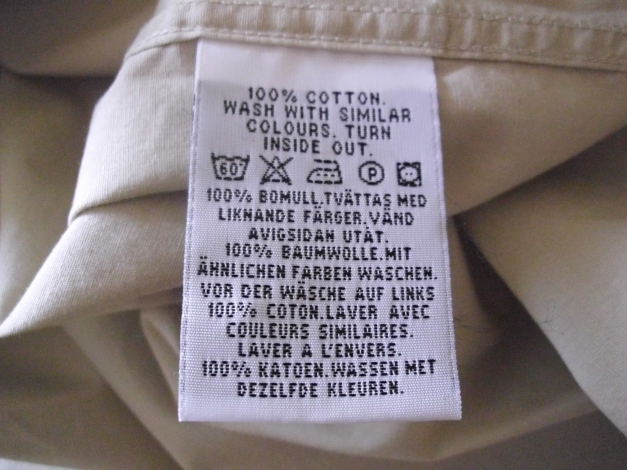 100% COTTON.
WASH WITH SIMILAR
COLOURS. TURN
INSIDE OUT.
60 P
100% BOMULL.TVÄTTAS MED
LIKNANDE FÄRGER.VÄND
AVIGSIDAN UTÅT.
100% BAUMWOLLE.MIT
ÄHNLICHEN FARBEN WASCHEN.
VOR DER WÄSCHE AUF LINKS
100% COTON.LAVER AVEC
COULEURS SIMILAIRES.
LAVER A L'ENVERS.
100% KATOEN.WASSEN MET
DEZELFDE KLEUREN.